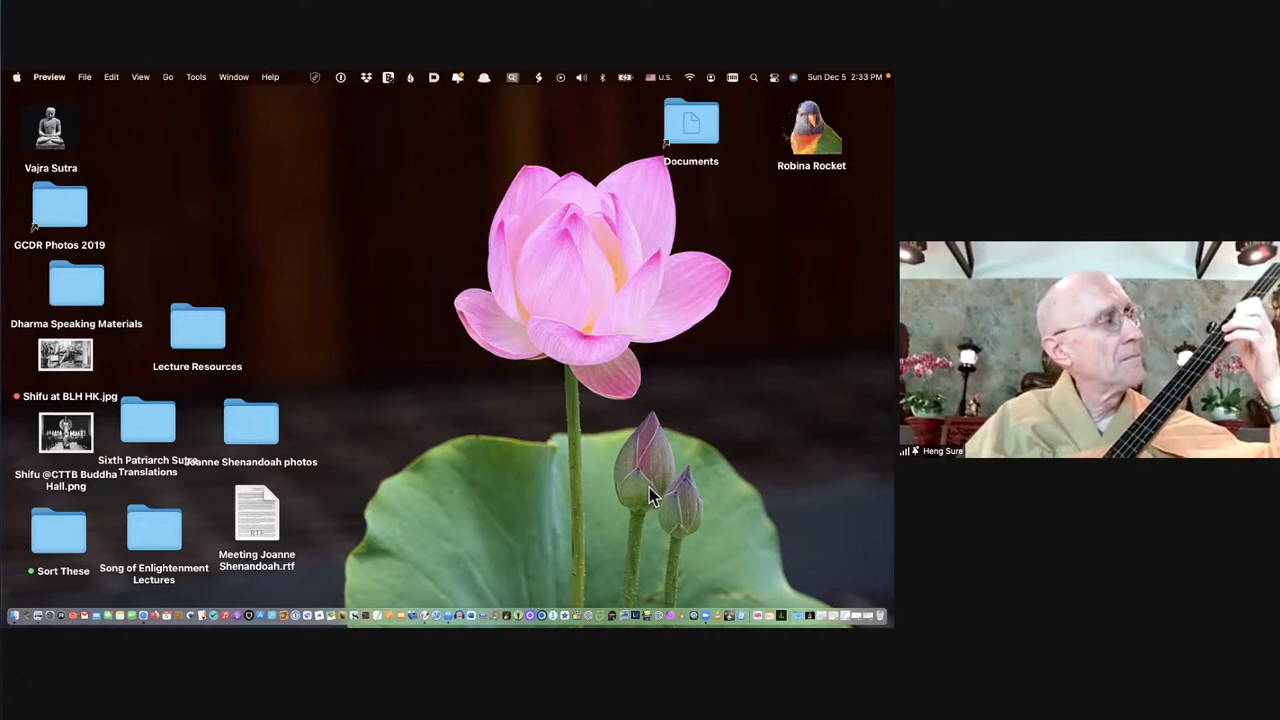 Preview File Edit View Go Tools Window Help U.S. Sun Dec 5 2:33 PM
Vajra Sutra
Documents
Robina Rocket
GCDR Photos 2019
Dharma Speaking Materials
Lecture Resources
Shifu at BLH HK.jpg
Sixth Patriarch Sutra
Translations
Joanne Shenandoah photos
Shifu @CTTB Buddha
Hall.png
Meeting Joanne
Shenandoah.rtf
RTF
Sort These
Song of Enlightenment
Lectures
Heng Sure